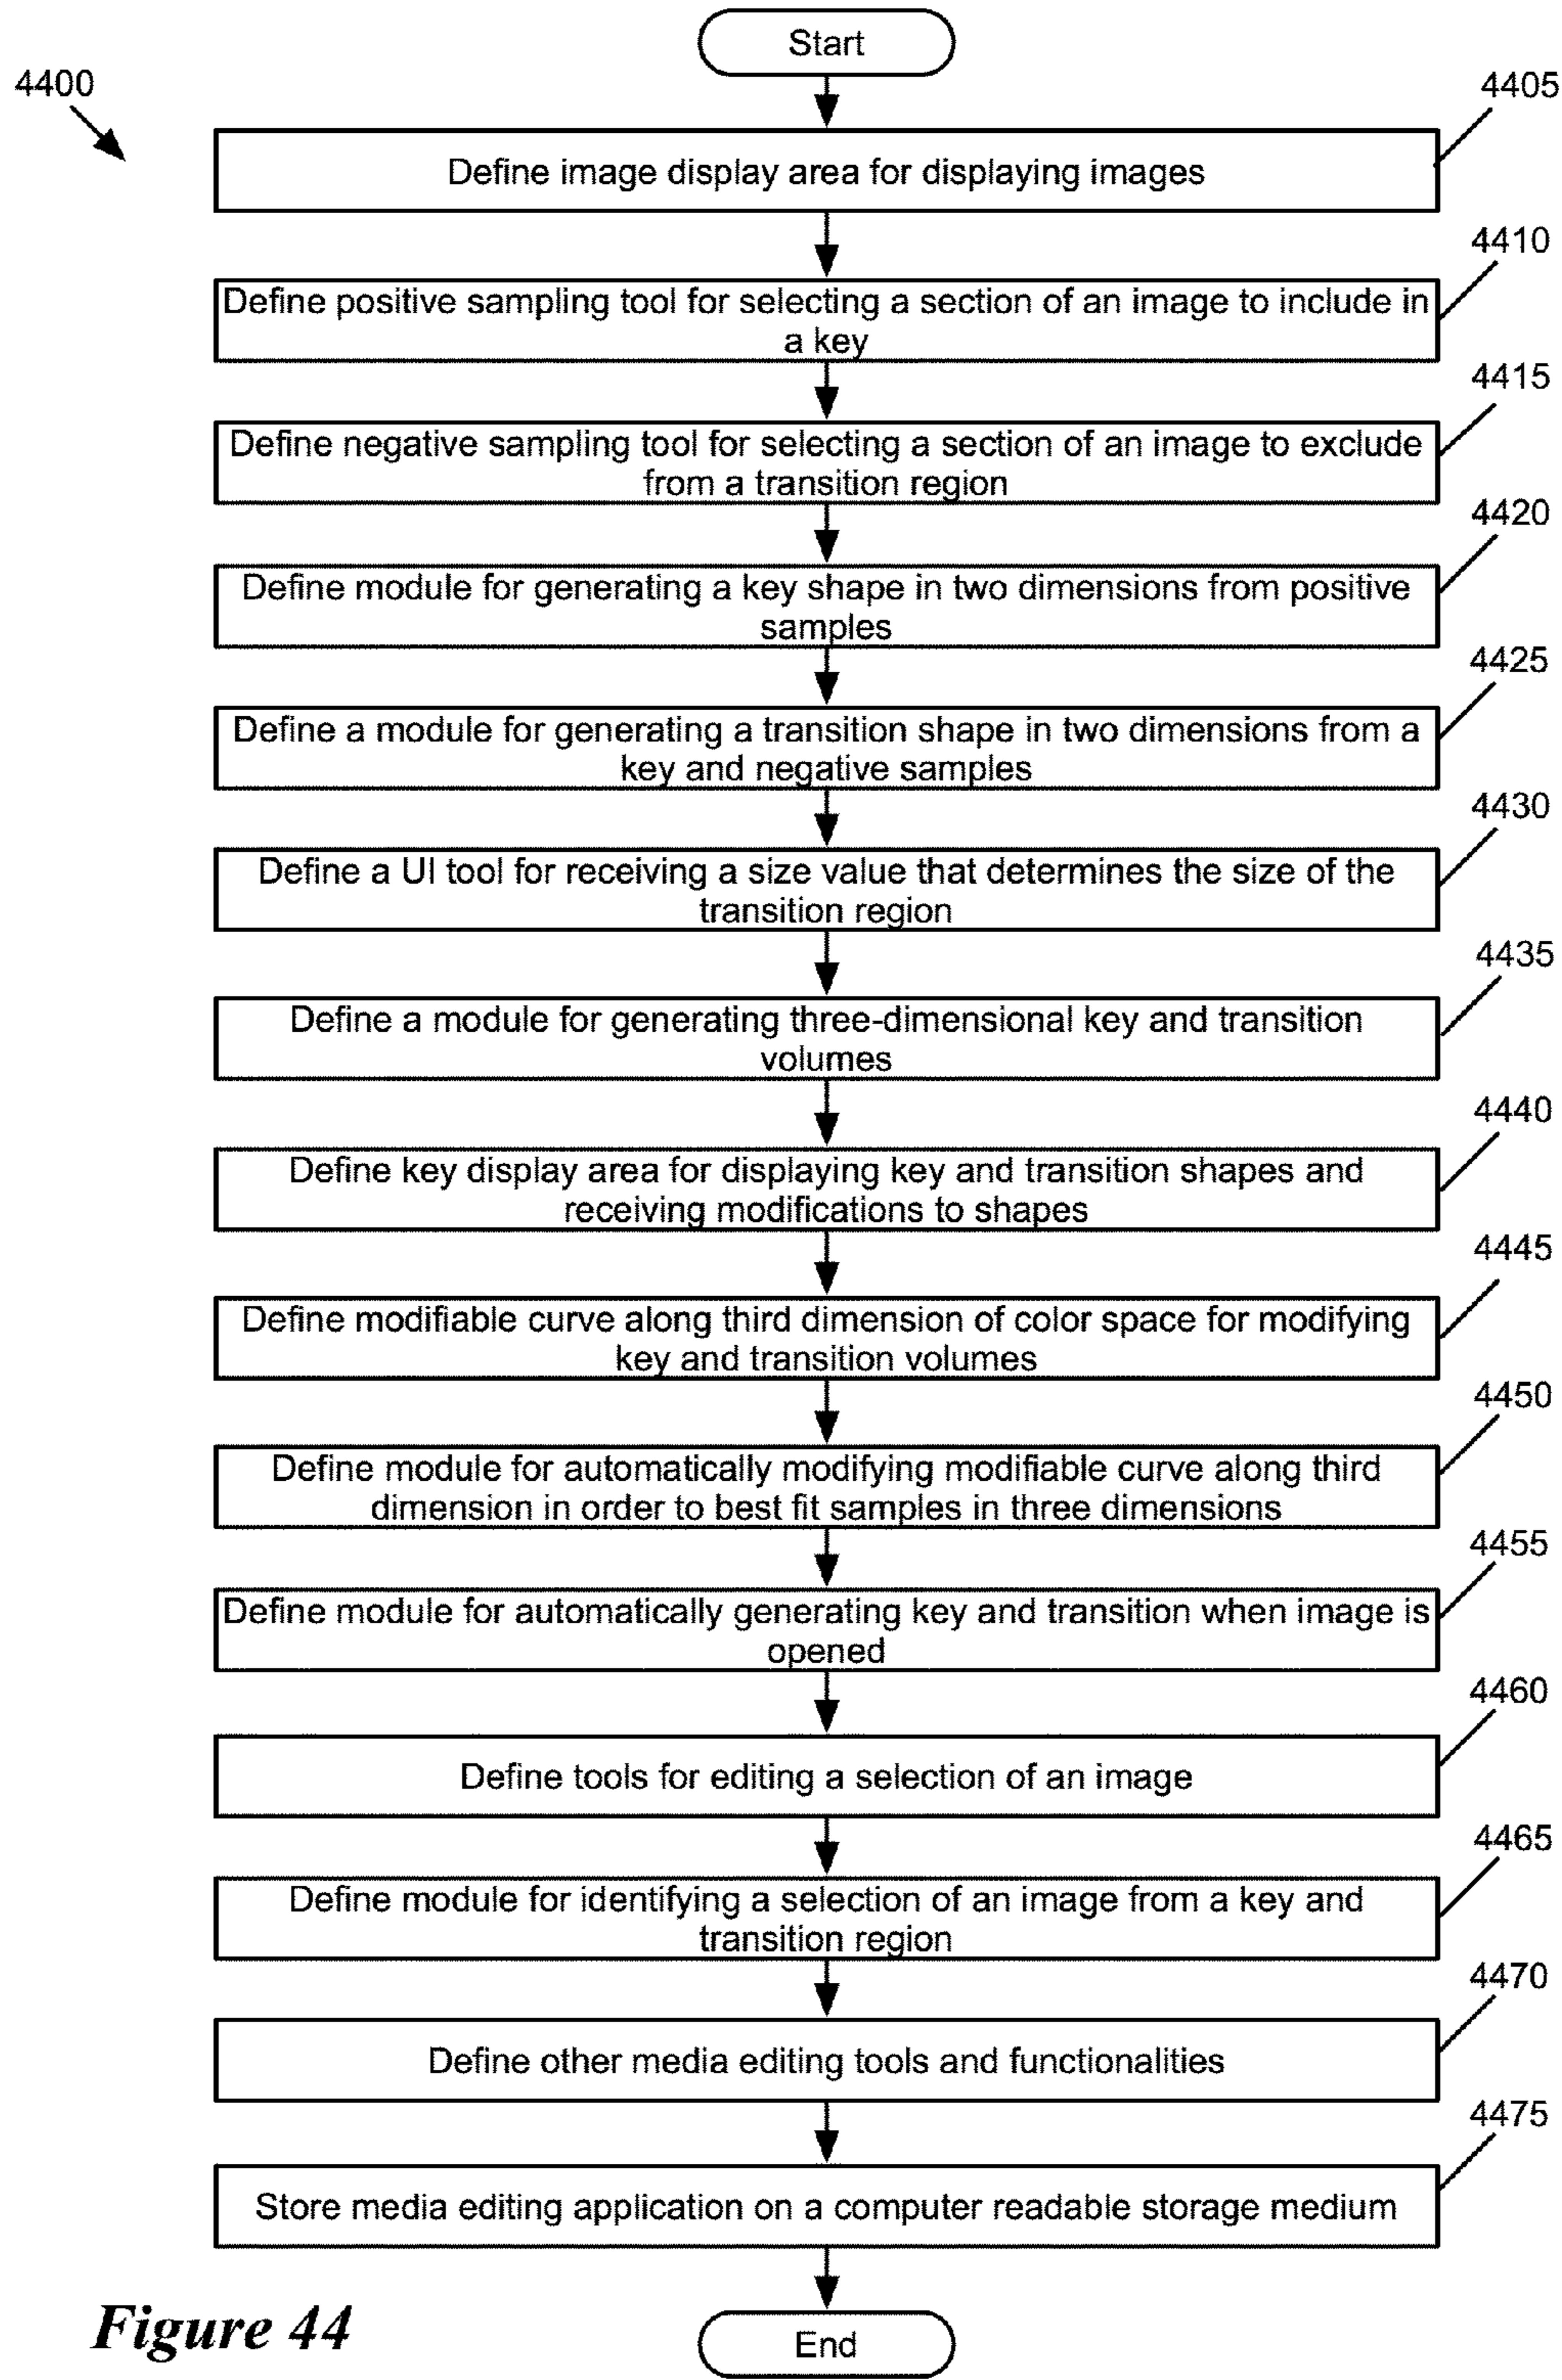 Start
4400
4405
Define image display area for displaying images
4410
Define positive sampling tool for selecting a section of an image to include in
a key
4415
Define negative sampling tool for selecting a section of an image to exclude
from a transition region
4420
Define module for generating a key shape in two dimensions from positive
samples
4425
Define a module for generating a transition shape in two dimensions from a
key and negative samples
4430
Define a UI tool for receiving a size value that determines the size of the
transition region
4435
Define a module for generating three-dimensional key and transition
volumes
4440
Define key display area for displaying key and transition shapes and
receiving modifications to shapes
4445
Define modifiable curve along third dimension of color space for modifying
key and transition volumes
4450
Define module for automatically modifying modifiable curve along third
dimension in order to best fit samples in three dimensions
4455
Define module for automatically generating key and transition when image is
opened
4460
Define tools for editing a selection of an image
4465
Define module for identifying a selection of an image from a key and
transition region
4470
Define other media editing tools and functionalities
4475
Store media editing application on a computer readable storage medium
End
Figure 44